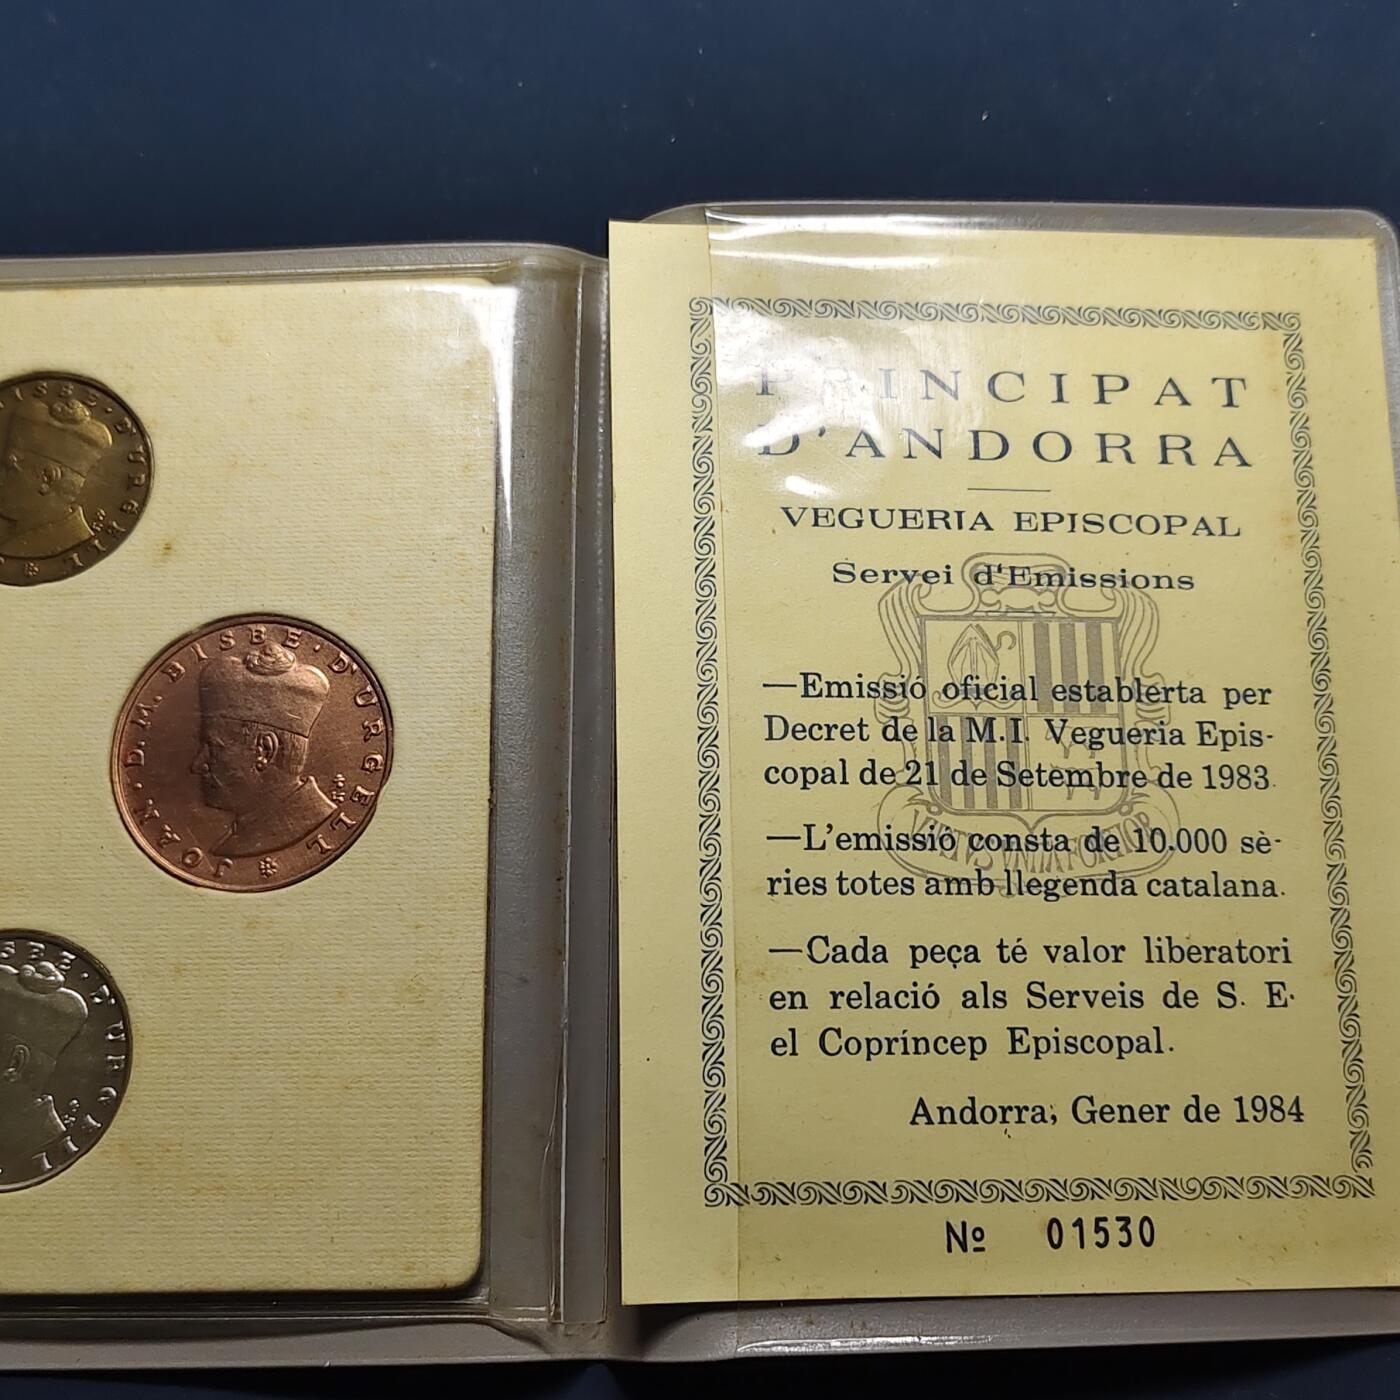 BISBE · D'URGELL
JOAN · D. M. BISBE · D'URGELL
SBE · D'URGELL
PRINCIPAT
D'ANDORRA
VEGUERIA EPISCOPAL
Servei d'Emissions
—Emissió oficial establerta per
Decret de la M.I. Vegueria Epis-
copal de 21 de Setembre de 1983.
—L'emissió consta de 10.000 sè-
ries totes amb llegenda catalana.
—Cada peça té valor liberatori
en relació als Serveis de S. E.
el Copríncep Episcopal.
Andorra, Gener de 1984
Nº 01530